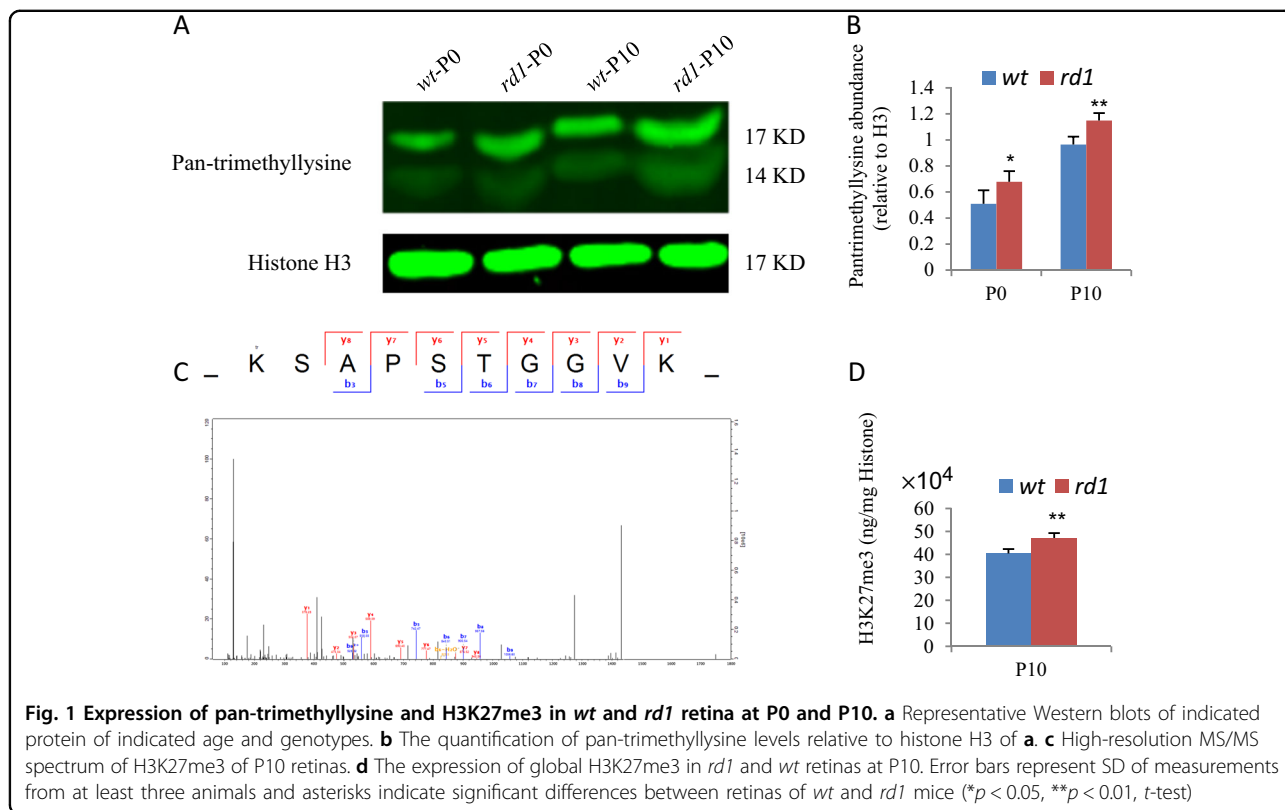 A
wt-P0 rd1-P0 wt-P10 rd1-P10
Pan-trimethyllysine
17 KD
14 KD
Histone H3
17 KD
B
wt rd1
Pantrimethyllysine abundance
(relative to H3)
1.4
1.2
1
0.8
0.6
0.4
0.2
0
*
**
P0 P10
C
y8 y7 y6 y5 y4 y3 y2 y1
_ K S A P S T G G V K _
b3 b5 b6 b7 b8 b9
D
×10⁴
wt rd1
H3K27me3 (ng/mg Histone)
60
50
40
30
20
10
0
**
P10
Fig. 1 Expression of pan-trimethyllysine and H3K27me3 in wt and rd1 retina at P0 and P10. a Representative Western blots of indicated
protein of indicated age and genotypes. b The quantification of pan-trimethyllysine levels relative to histone H3 of a. c High-resolution MS/MS
spectrum of H3K27me3 of P10 retinas. d The expression of global H3K27me3 in rd1 and wt retinas at P10. Error bars represent SD of measurements
from at least three animals and asterisks indicate significant differences between retinas of wt and rd1 mice (*p < 0.05, **p < 0.01, t-test)